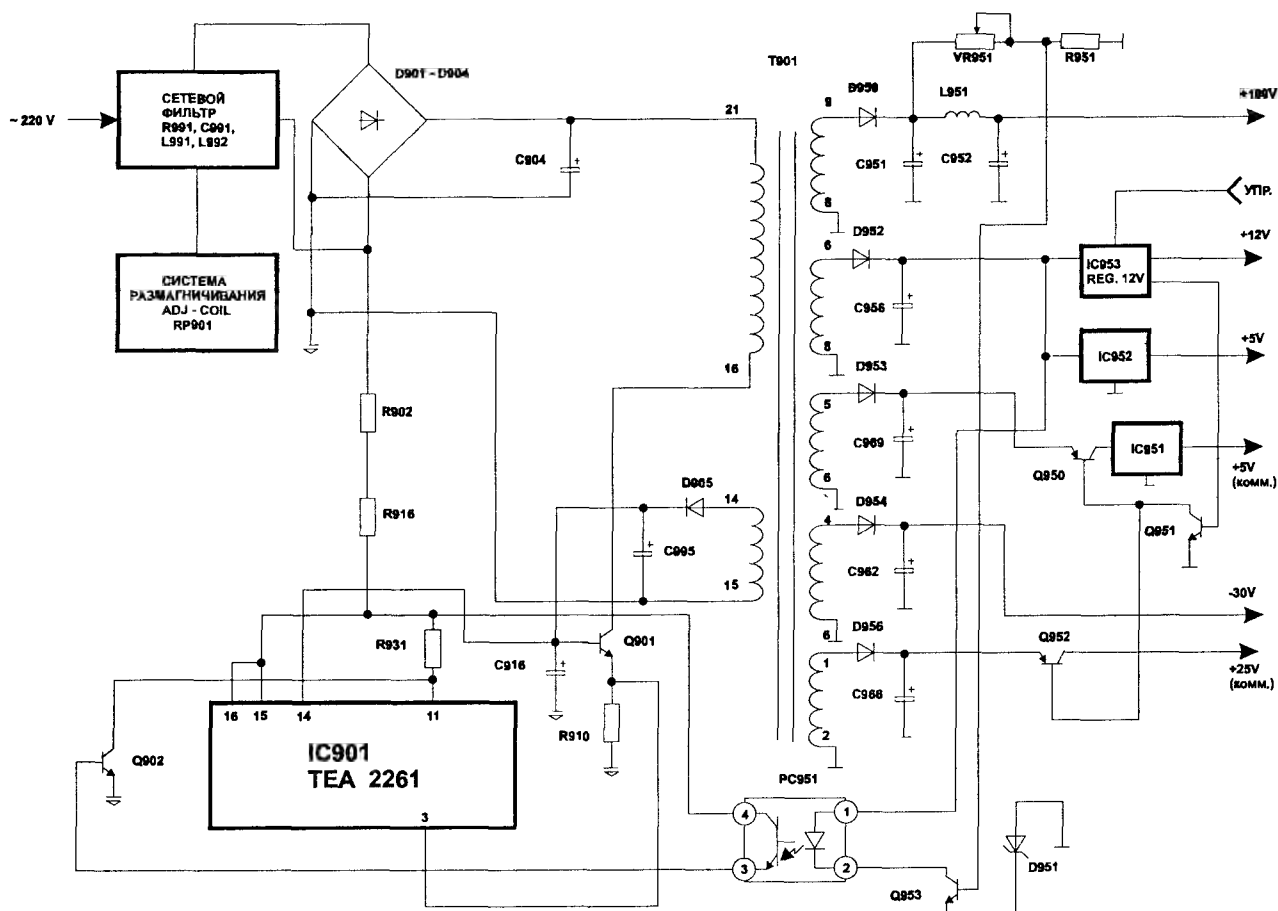 ~ 220 V
СЕТЕВОЙ
ФИЛЬТР
R991, C991,
L991, L992
СИСТЕМА
РАЗМАГНИЧИВАНИЯ
ADJ - COIL
RP901
D901 - D904
C904
T901
21
16
14
15
9
8
6
8
5
6
4
6
1
2
D950
VR951
R951
L951
C951
C952
+
+
+
УПР.
D952
C956
+
IC953
REG. 12V
+12V
IC952
+5V
D953
C969
+
IC951
+5V
(комм.)
Q950
Q951
D954
C962
+
-30V
D956
C968
+
Q952
+25V
(комм.)
R902
R916
D965
C995
+
R931
C916
+
Q901
R910
16
15
14
11
IC901
TEA 2261
3
Q902
PC951
4
3
1
2
Q953
D951